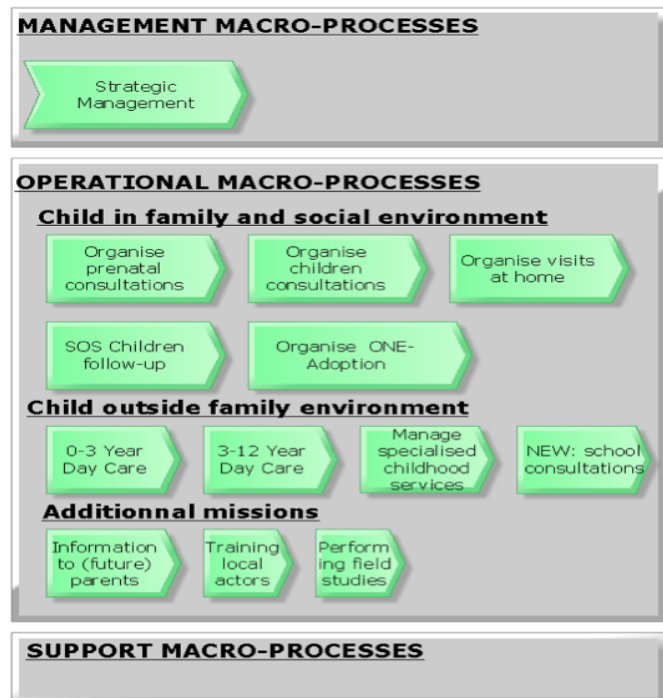 MANAGEMENT MACRO-PROCESSES
Strategic
Management
OPERATIONAL MACRO-PROCESSES
Child in family and social environment
Organise
prenatal
consultations
Organise
children
consultations
Organise visits
at home
SOS Children
follow-up
Organise ONE-
Adoption
Child outside family environment
0-3 Year
Day Care
3-12 Year
Day Care
Manage
specialised
childhood
services
NEW: school
consultations
Additionnal missions
Information
to (future)
parents
Training
local
actors
Perform
ing field
studies
SUPPORT MACRO-PROCESSES